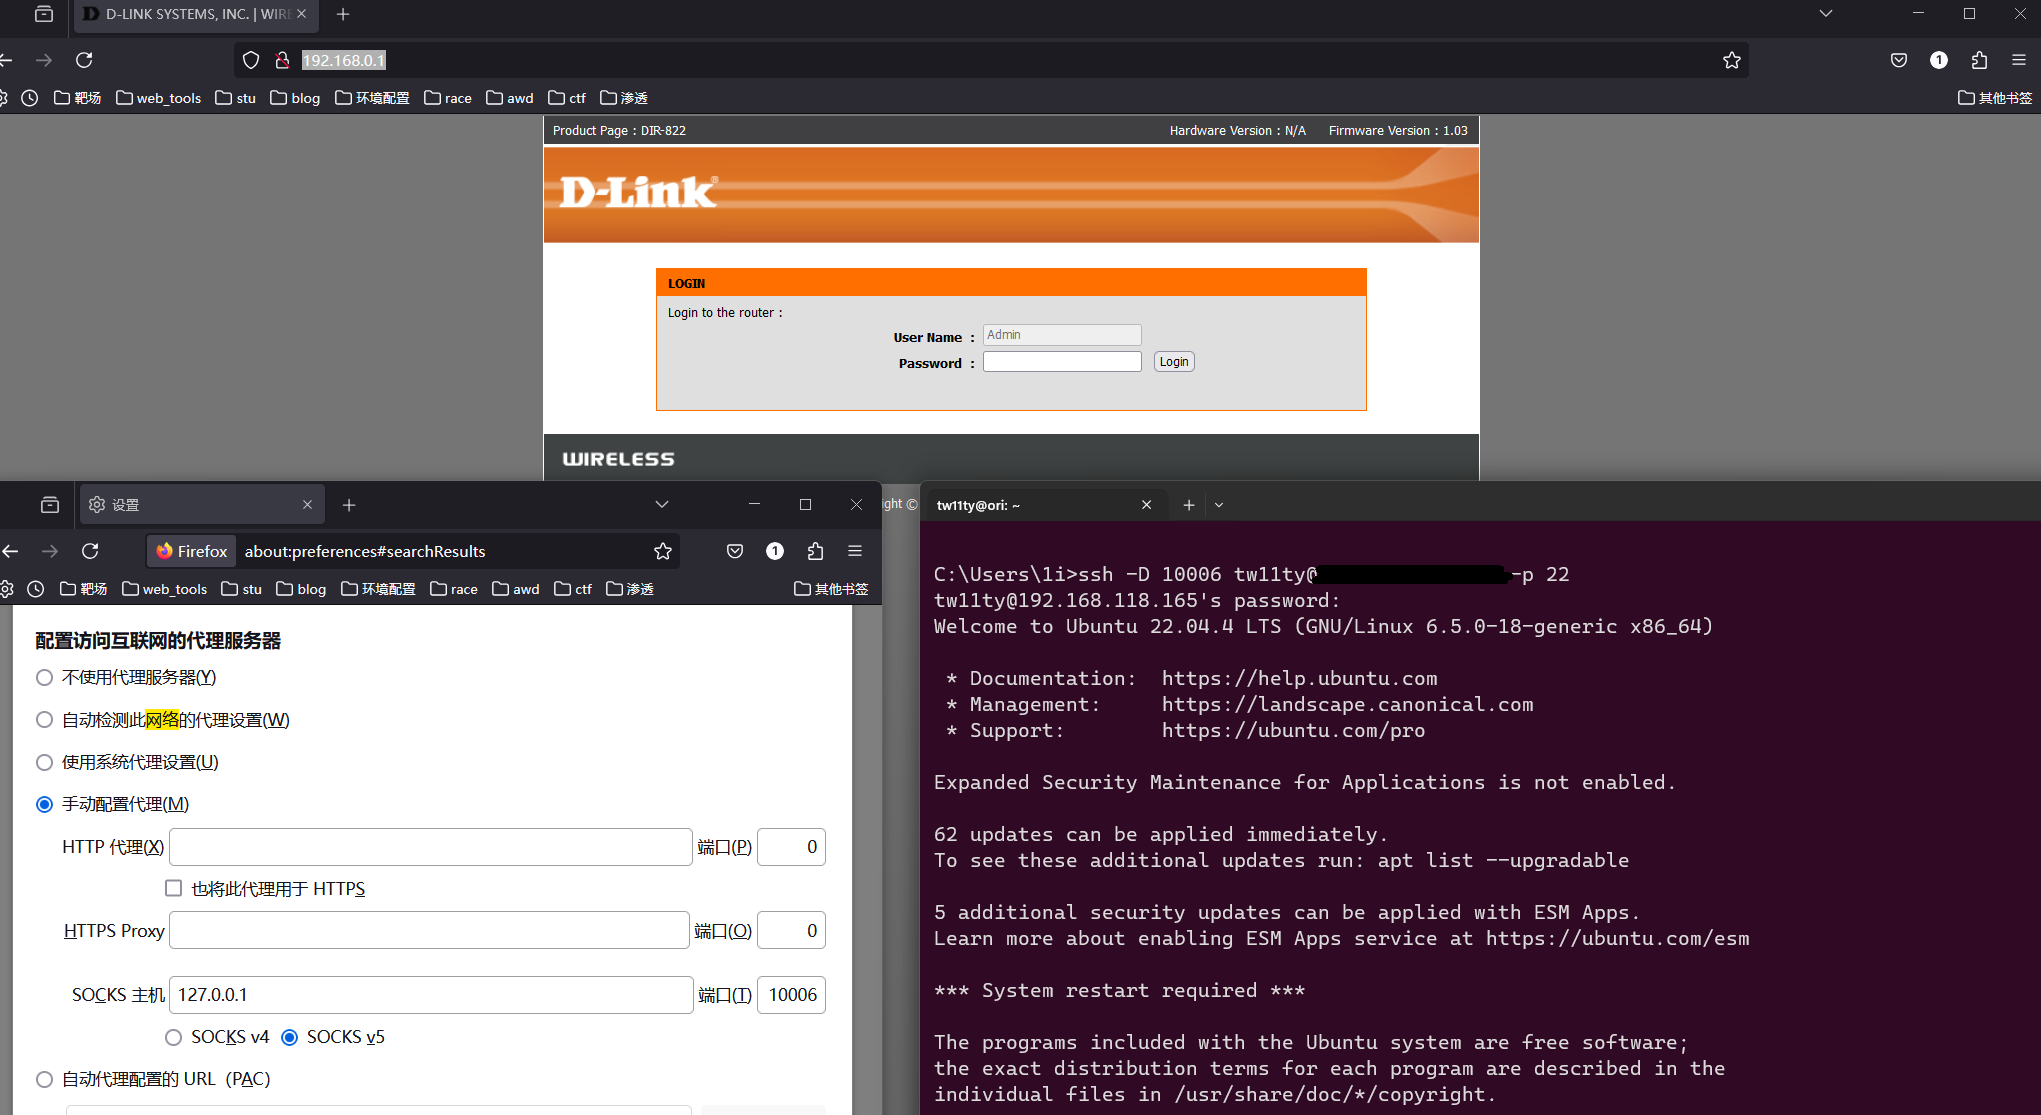 D-LINK SYSTEMS, INC. | WIRE
192.168.0.1
1
靶场 web_tools stu blog 环境配置 race awd ctf 渗透 其他书签
Product Page : DIR-822 Hardware Version : N/A Firmware Version : 1.03
D-Link®
LOGIN
Login to the router :
User Name : Admin
Password : Login
WIRELESS
ight ©
设置
Firefox about:preferences#searchResults
1
靶场 web_tools stu blog 环境配置 race awd ctf 渗透 其他书签
配置访问互联网的代理服务器
不使用代理服务器(Y)
自动检测此网络的代理设置(W)
使用系统代理设置(U)
手动配置代理(M)
HTTP 代理(X) 端口(P) 0
也将此代理用于 HTTPS
HTTPS Proxy 端口(O) 0
SOCKS 主机 127.0.0.1 端口(T) 10006
SOCKS v4 SOCKS v5
自动代理配置的 URL（PAC）
tw11ty@ori: ~
C:\Users\1i>ssh -D 10006 tw11ty@ -p 22
tw11ty@192.168.118.165's password:
Welcome to Ubuntu 22.04.4 LTS (GNU/Linux 6.5.0-18-generic x86_64)
* Documentation: https://help.ubuntu.com
* Management: https://landscape.canonical.com
* Support: https://ubuntu.com/pro
Expanded Security Maintenance for Applications is not enabled.
62 updates can be applied immediately.
To see these additional updates run: apt list --upgradable
5 additional security updates can be applied with ESM Apps.
Learn more about enabling ESM Apps service at https://ubuntu.com/esm
*** System restart required ***
The programs included with the Ubuntu system are free software;
the exact distribution terms for each program are described in the
individual files in /usr/share/doc/*/copyright.